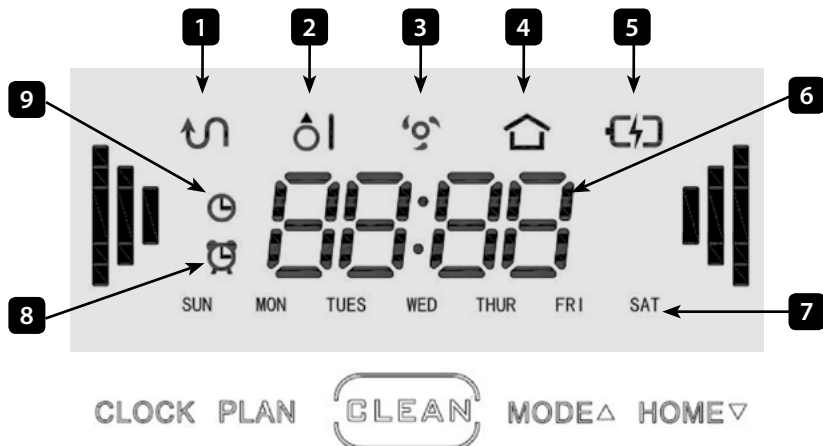 1 2 3 4 5
9 6
88:88
8 7
SUN MON TUES WED THUR FRI SAT
CLOCK PLAN CLEAN MODE△ HOME▽